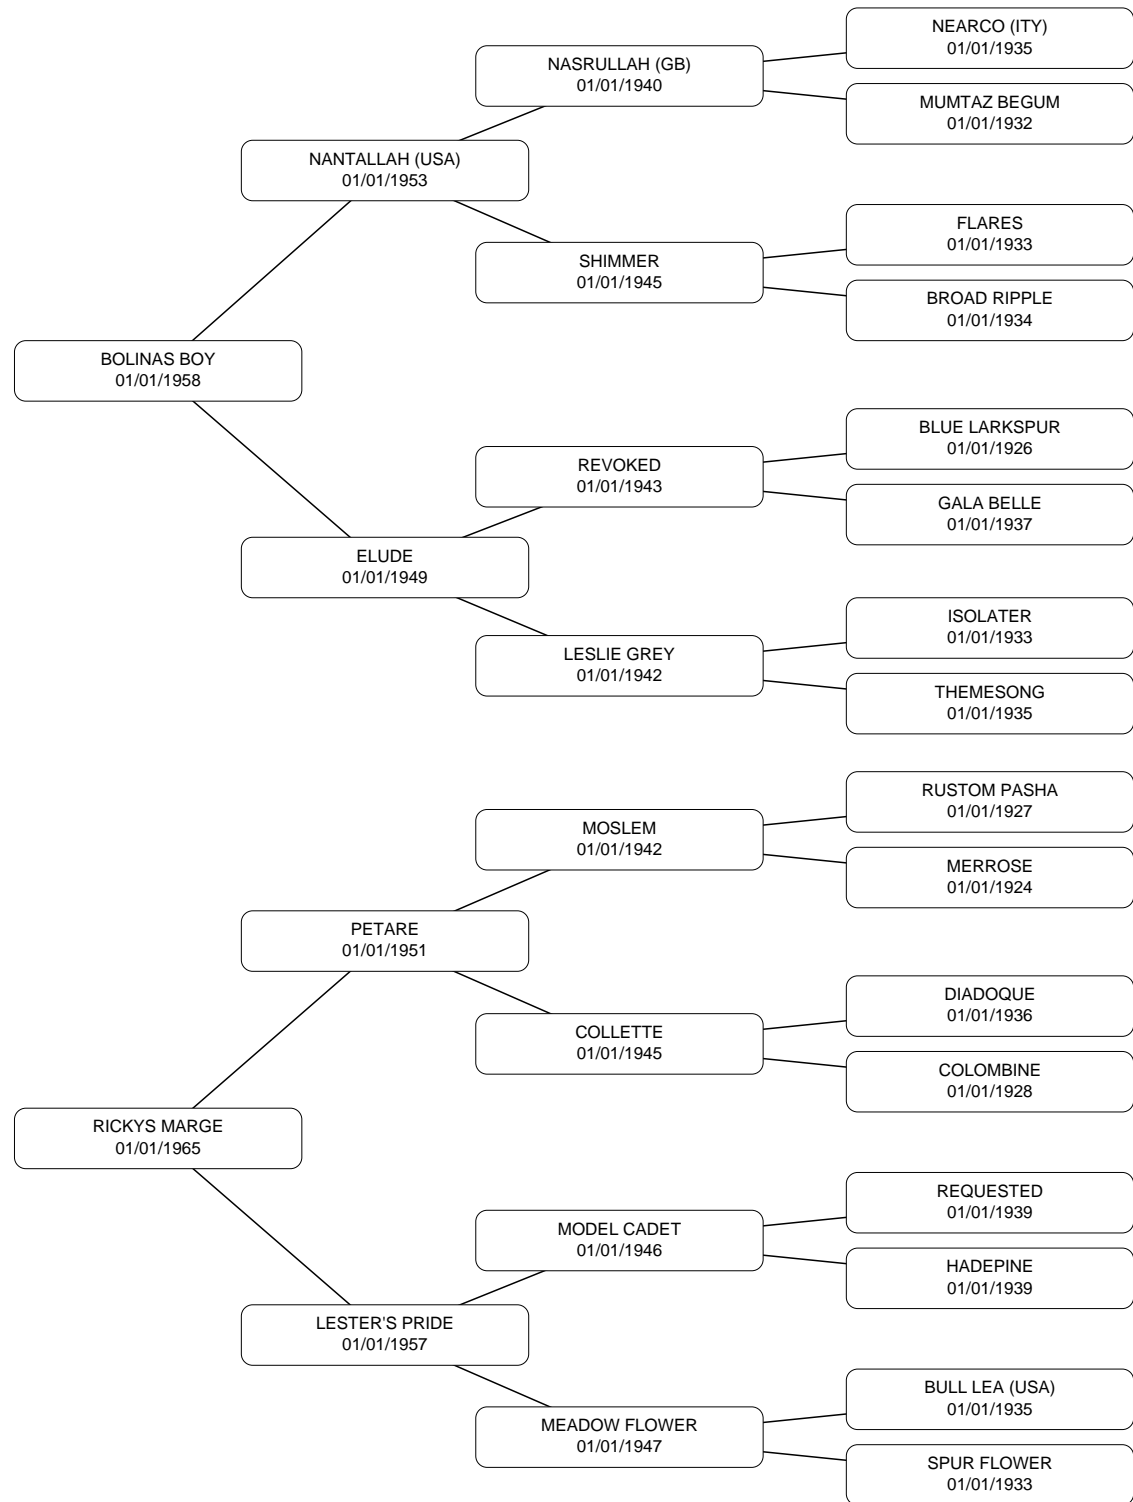 NEARCO (ITY)
01/01/1935
NASRULLAH (GB)
01/01/1940
MUMTAZ BEGUM
01/01/1932
NANTALLAH (USA)
01/01/1953
FLARES
01/01/1933
SHIMMER
01/01/1945
BROAD RIPPLE
01/01/1934
BOLINAS BOY
01/01/1958
BLUE LARKSPUR
01/01/1926
REVOKED
01/01/1943
GALA BELLE
01/01/1937
ELUDE
01/01/1949
ISOLATER
01/01/1933
LESLIE GREY
01/01/1942
THEMESONG
01/01/1935
RUSTOM PASHA
01/01/1927
MOSLEM
01/01/1942
MERROSE
01/01/1924
PETARE
01/01/1951
DIADOQUE
01/01/1936
COLLETTE
01/01/1945
COLOMBINE
01/01/1928
RICKYS MARGE
01/01/1965
REQUESTED
01/01/1939
MODEL CADET
01/01/1946
HADEPINE
01/01/1939
LESTER'S PRIDE
01/01/1957
BULL LEA (USA)
01/01/1935
MEADOW FLOWER
01/01/1947
SPUR FLOWER
01/01/1933